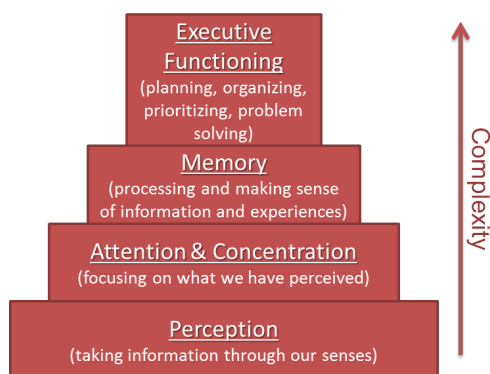 Executive
Functioning
(planning, organizing,
prioritizing, problem
solving)
Memory
(processing and making sense
of information and experiences)
Attention & Concentration
(focusing on what we have perceived)
Perception
(taking information through our senses)
Complexity